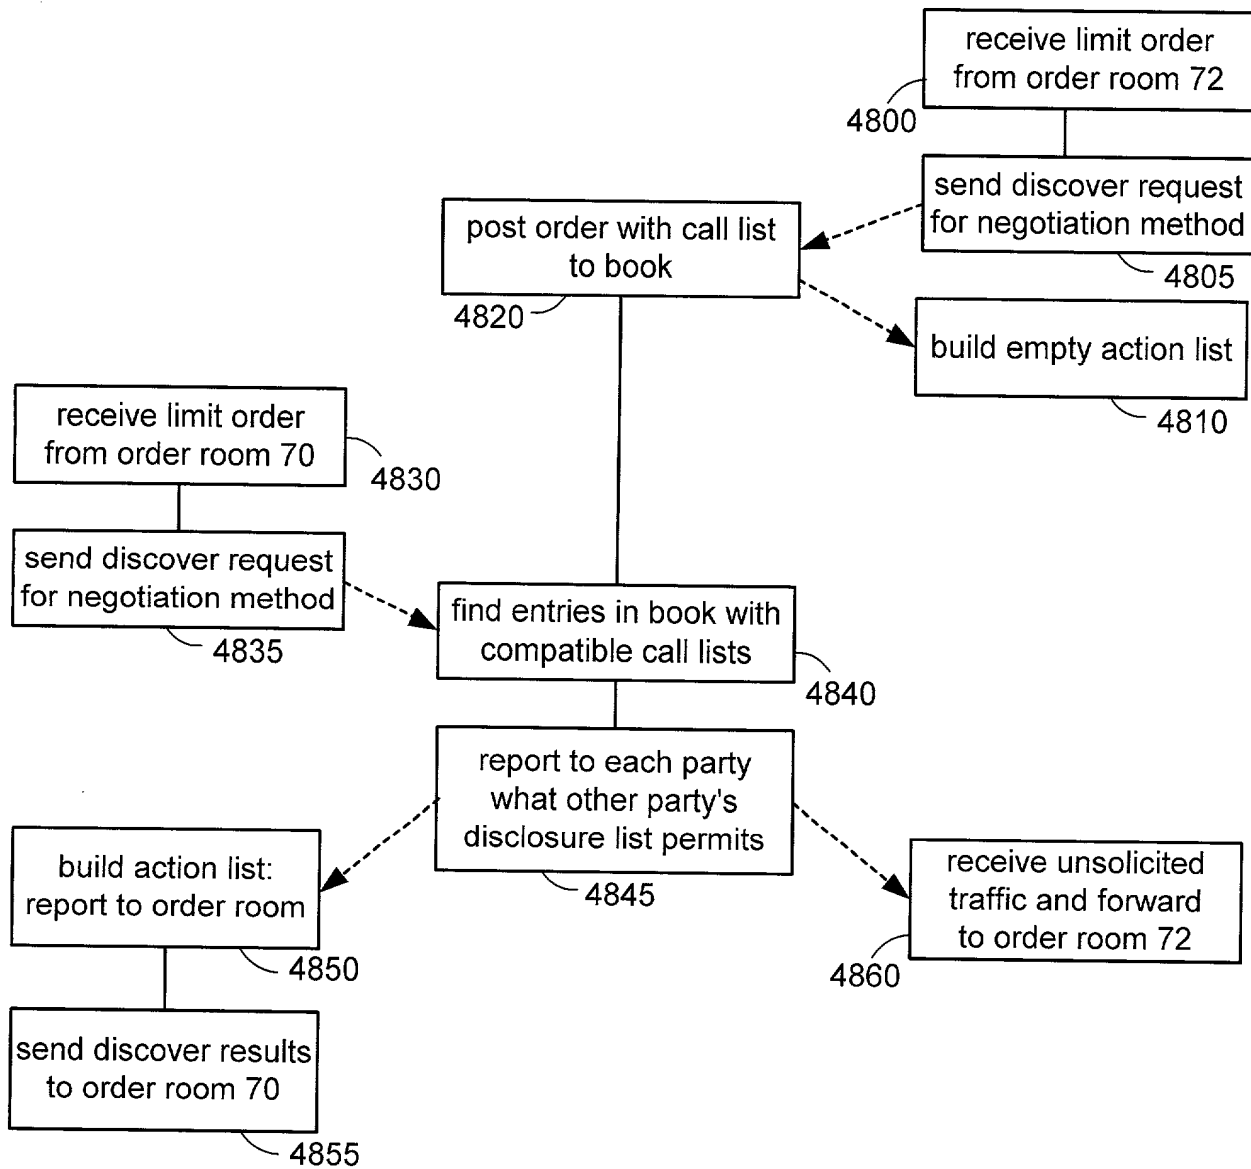 receive limit order
from order room 72
4800
send discover request
for negotiation method
4805
post order with call list
to book
4820
build empty action list
4810
receive limit order
from order room 70
4830
send discover request
for negotiation method
4835
find entries in book with
compatible call lists
4840
report to each party
what other party's
disclosure list permits
4845
build action list:
report to order room
4850
receive unsolicited
traffic and forward
to order room 72
4860
send discover results
to order room 70
4855